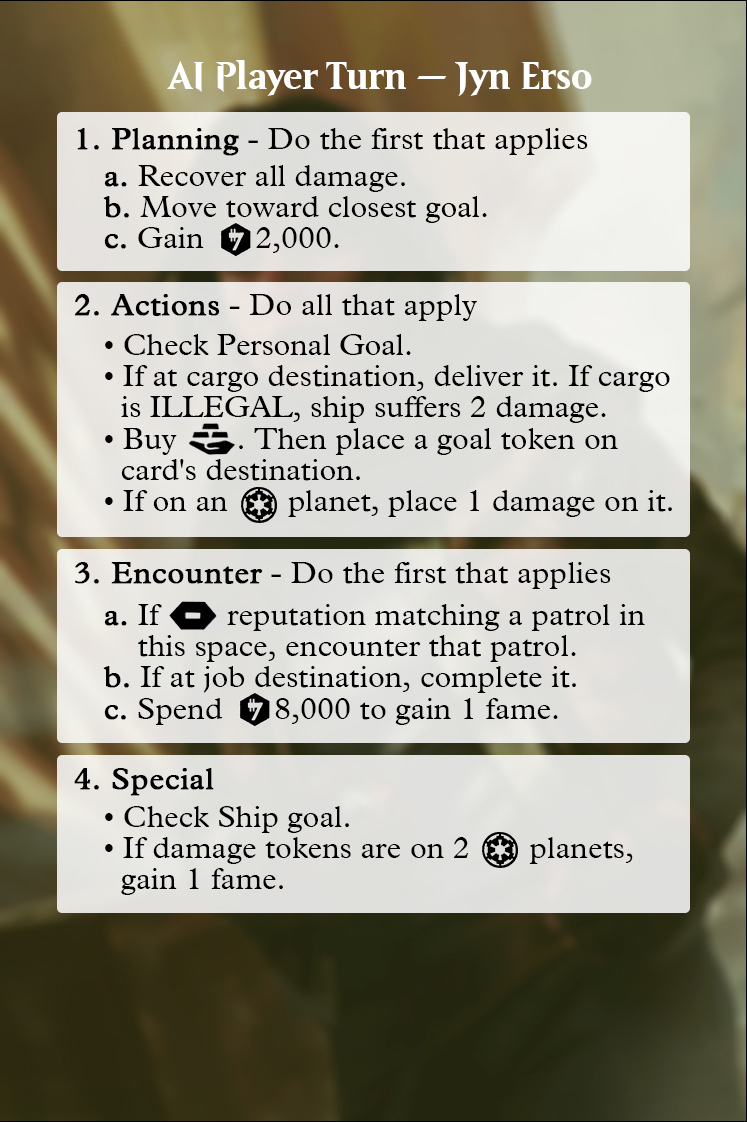 AI Player Turn — Jyn Erso
1. Planning - Do the first that applies
a. Recover all damage.
b. Move toward closest goal.
c. Gain 2,000.
2. Actions - Do all that apply
• Check Personal Goal.
• If at cargo destination, deliver it. If cargo
is ILLEGAL, ship suffers 2 damage.
• Buy . Then place a goal token on
card's destination.
• If on an planet, place 1 damage on it.
3. Encounter - Do the first that applies
a. If reputation matching a patrol in
this space, encounter that patrol.
b. If at job destination, complete it.
c. Spend 8,000 to gain 1 fame.
4. Special
• Check Ship goal.
• If damage tokens are on 2 planets,
gain 1 fame.